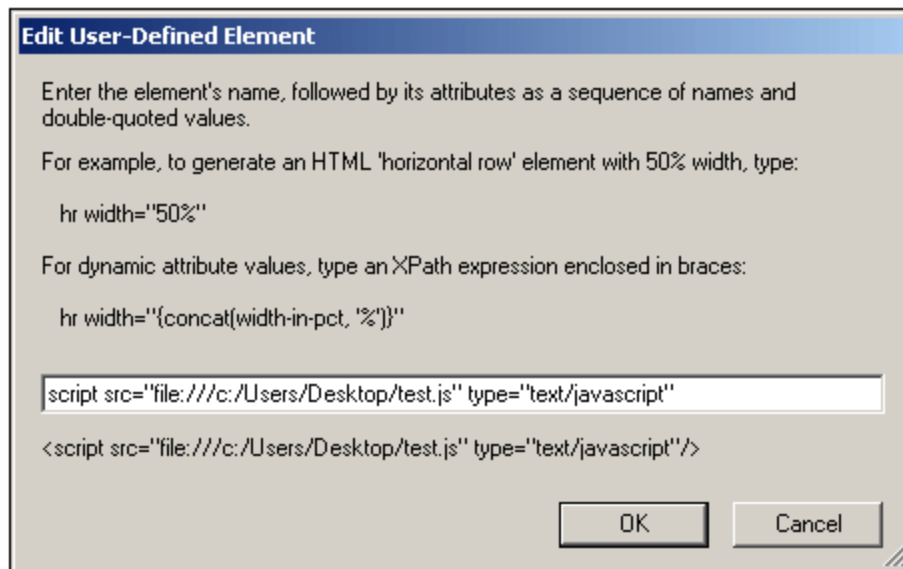 Edit User-Defined Element
Enter the element's name, followed by its attributes as a sequence of names and
double-quoted values.
For example, to generate an HTML 'horizontal row' element with 50% width, type:
hr width="50%"
For dynamic attribute values, type an XPath expression enclosed in braces:
hr width="{concat(width-in-pct, '%')}"
script src="file:///c:/Users/Desktop/test.js" type="text/javascript"
<script src="file:///c:/Users/Desktop/test.js" type="text/javascript"/>
OK Cancel